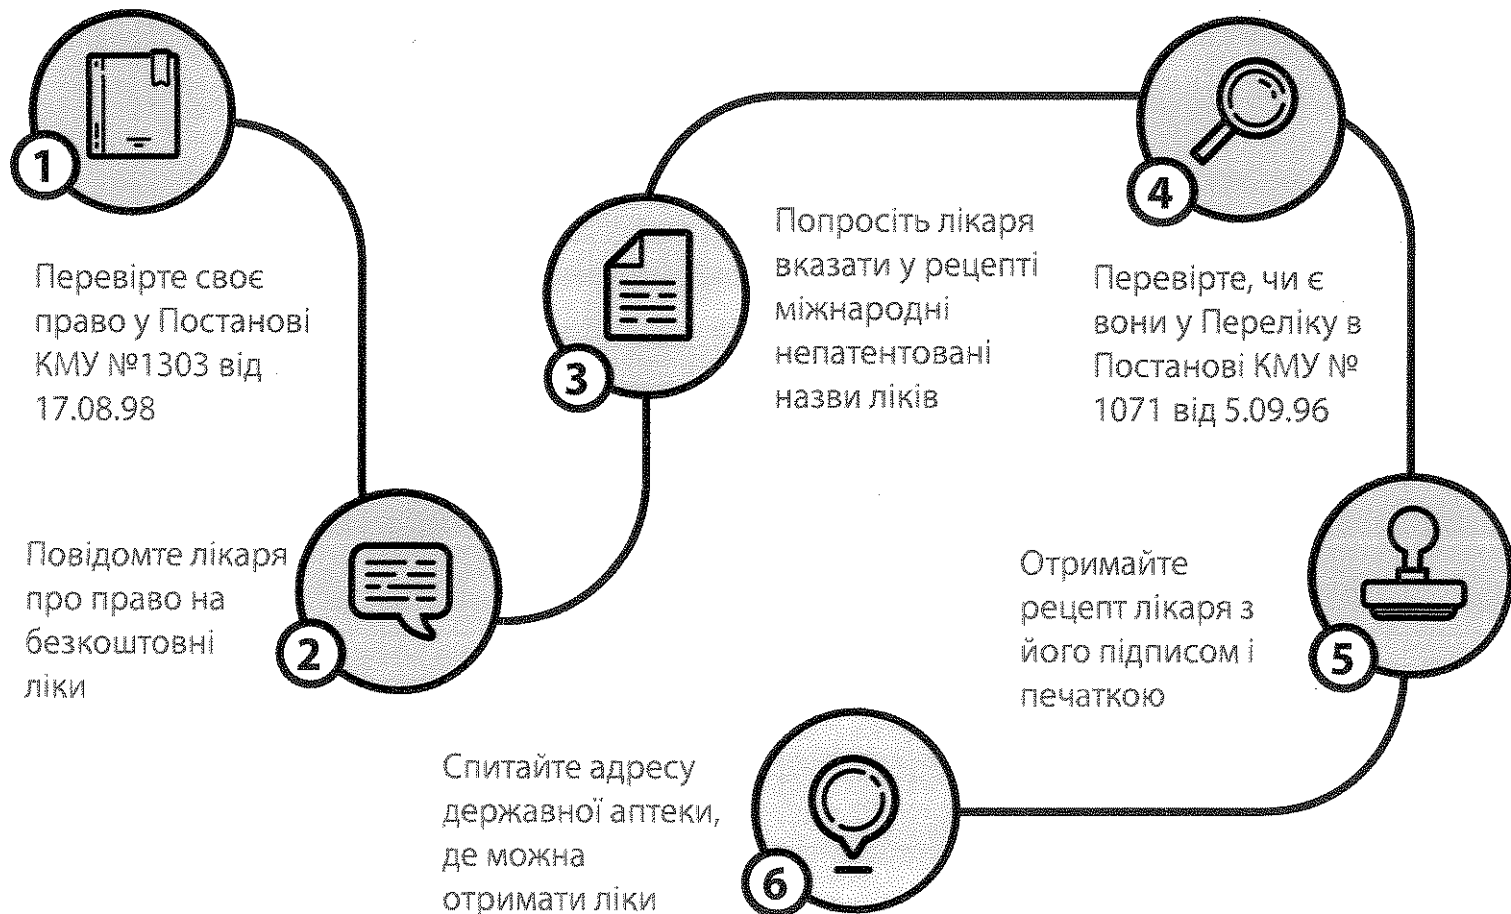 1
Перевірте своє
право у Постанові
КМУ №1303 від
17.08.98
2
Повідомте лікаря
про право на
безкоштовні
ліки
3
Попросіть лікаря
вказати у рецепті
міжнародні
непатентовані
назви ліків
4
Перевірте, чи є
вони у Переліку в
Постанові КМУ №
1071 від 5.09.96
5
Отримайте
рецепт лікаря з
його підписом і
печаткою
6
Спитайте адресу
державної аптеки,
де можна
отримати ліки